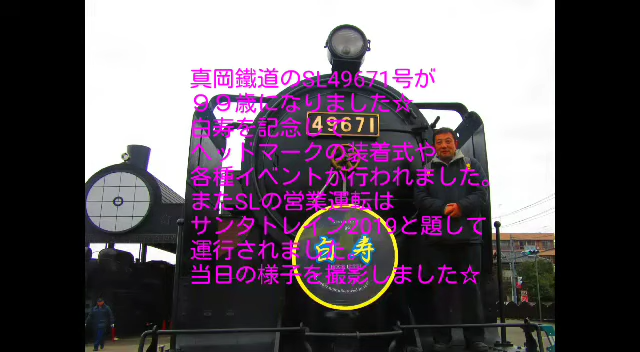 真岡鐵道のSL49671号が
９９歳になりました☆
白寿を記念して
ヘッドマークの装着式や
各種イベントが行われました。
またSLの営業運転は
サンタトレイン2019と題して
運行されました。
当日の様子を撮影しました☆
49671
白寿